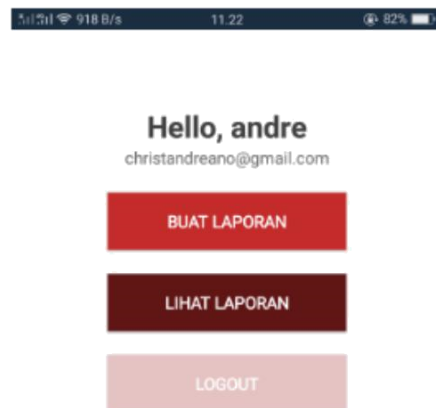 918 B/s 11.22 82%
Hello, andre
christandreano@gmail.com
BUAT LAPORAN
LIHAT LAPORAN
LOGOUT